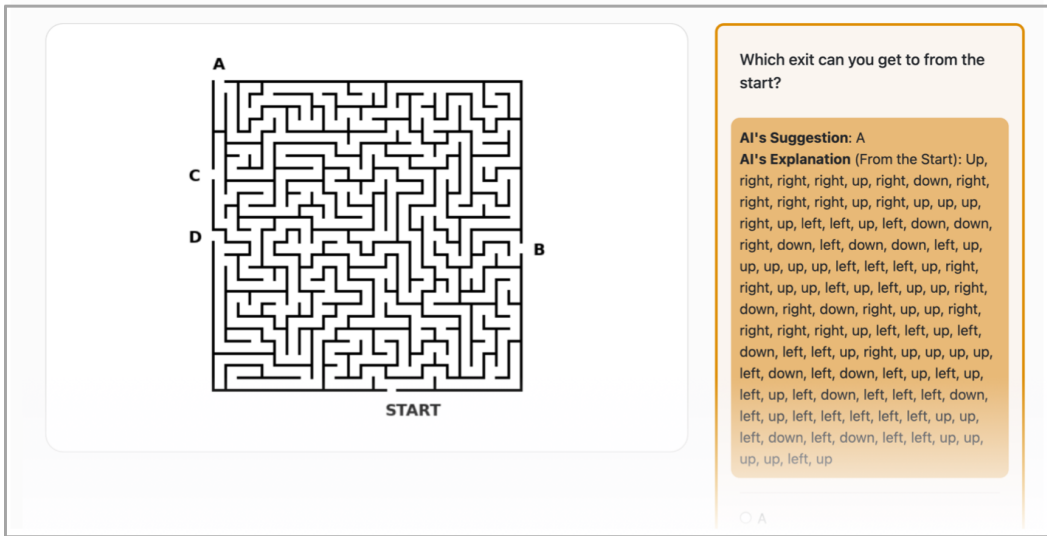 A
C
D
B
START
Which exit can you get to from the
start?
AI's Suggestion: A
AI's Explanation (From the Start): Up,
right, right, right, up, right, down, right,
right, right, right, up, right, up, up, up,
right, up, left, left, up, left, down, down,
right, down, left, down, down, left, up,
up, up, up, up, left, left, left, up, right,
right, up, up, left, up, left, up, up, right,
down, right, down, right, up, up, right,
right, right, right, up, left, left, up, left,
down, left, left, up, right, up, up, up, up,
left, down, left, down, left, up, left, up,
left, up, left, down, left, left, left, down,
left, up, left, left, left, left, left, up, up,
left, down, left, down, left, left, up, up,
up, up, left, up
A